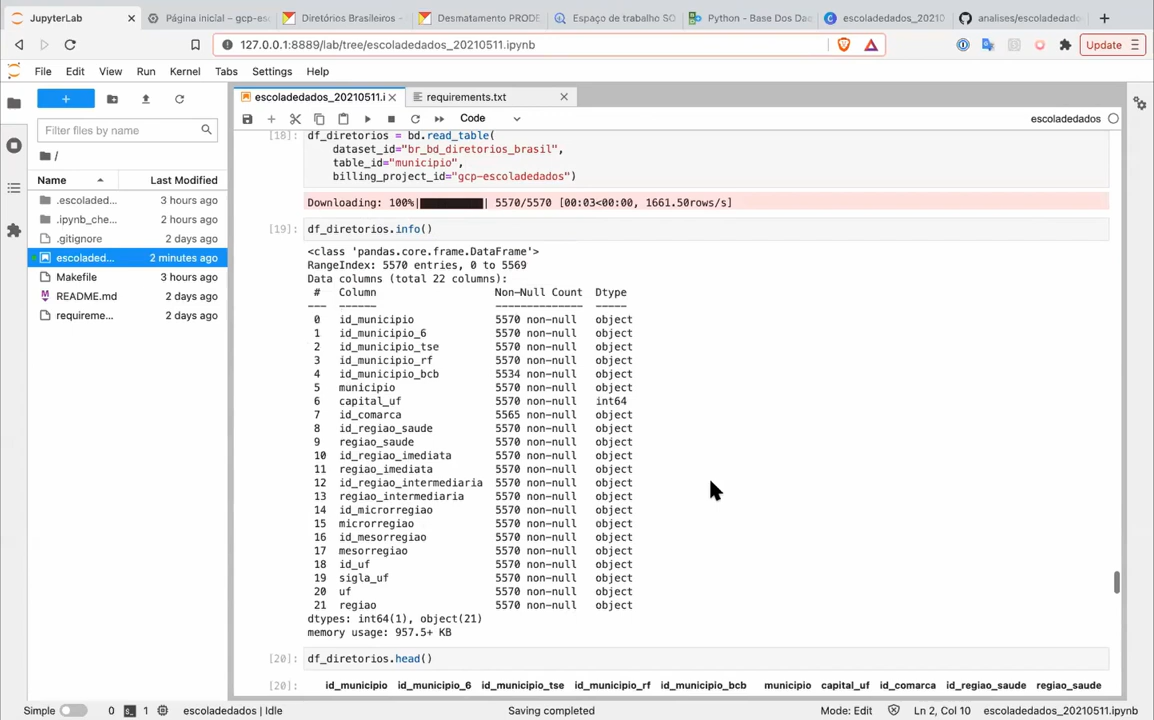 JupyterLab
Página inicial – gcp-es
Diretórios Brasileiros –
Desmatamento PRODE
Espaço de trabalho SQ
Python - Base Dos Da
escoladedados_20210
analises/escoladedado
127.0.0.1:8889/lab/tree/escoladedados_20210511.ipynb
Update
File Edit View Run Kernel Tabs Settings Help
escoladedados_20210511.i
requirements.txt
Filter files by name
Code
escoladedados
/
Name Last Modified
.escoladed... 3 hours ago
.ipynb_che... 2 hours ago
.gitignore 2 days ago
escoladed... 2 minutes ago
Makefile 3 hours ago
README.md 2 days ago
requireme... 2 days ago
[18]: df_diretorios = bd.read_table(
dataset_id="br_bd_diretorios_brasil",
table_id="municipio",
billing_project_id="gcp-escoladedados")
Downloading: 100%|██████████| 5570/5570 [00:03<00:00, 1661.50rows/s]
[19]: df_diretorios.info()
<class 'pandas.core.frame.DataFrame'>
RangeIndex: 5570 entries, 0 to 5569
Data columns (total 22 columns):
# Column Non-Null Count Dtype
--- ------ -------------- -----
0 id_municipio 5570 non-null object
1 id_municipio_6 5570 non-null object
2 id_municipio_tse 5570 non-null object
3 id_municipio_rf 5570 non-null object
4 id_municipio_bcb 5534 non-null object
5 municipio 5570 non-null object
6 capital_uf 5570 non-null int64
7 id_comarca 5565 non-null object
8 id_regiao_saude 5570 non-null object
9 regiao_saude 5570 non-null object
10 id_regiao_imediata 5570 non-null object
11 regiao_imediata 5570 non-null object
12 id_regiao_intermediaria 5570 non-null object
13 regiao_intermediaria 5570 non-null object
14 id_microrregiao 5570 non-null object
15 microrregiao 5570 non-null object
16 id_mesorregiao 5570 non-null object
17 mesorregiao 5570 non-null object
18 id_uf 5570 non-null object
19 sigla_uf 5570 non-null object
20 uf 5570 non-null object
21 regiao 5570 non-null object
dtypes: int64(1), object(21)
memory usage: 957.5+ KB
[20]: df_diretorios.head()
[20]: id_municipio id_municipio_6 id_municipio_tse id_municipio_rf id_municipio_bcb municipio capital_uf id_comarca id_regiao_saude regiao_saude
Simple 0 1 escoladedados | Idle Saving completed Mode: Edit Ln 2, Col 10 escoladedados_20210511.ipynb